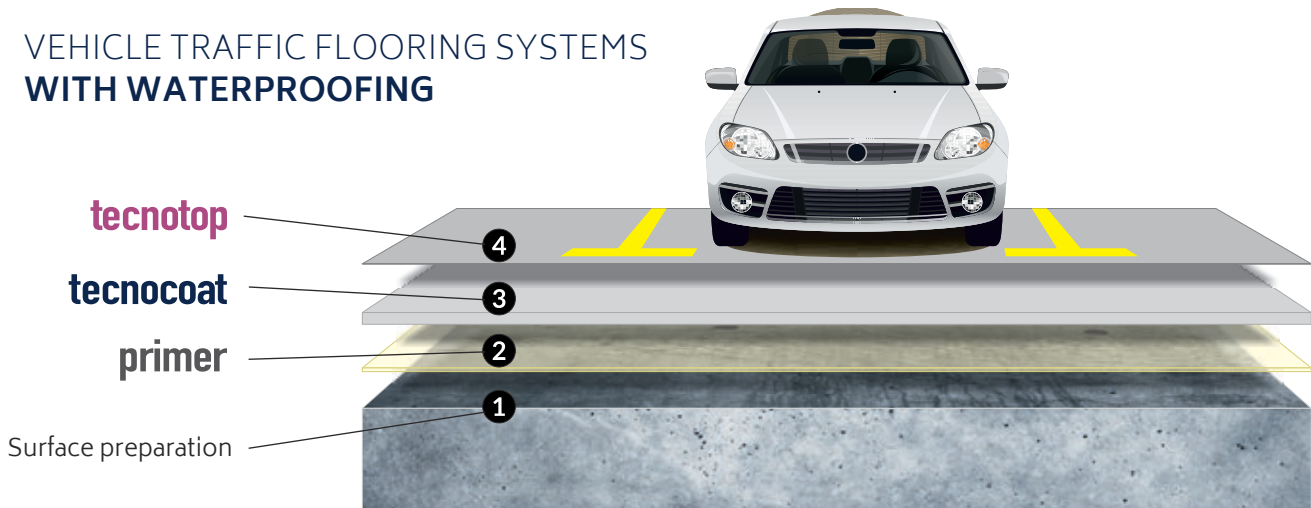 VEHICLE TRAFFIC FLOORING SYSTEMS
WITH WATERPROOFING
tecnotop
4
tecnocoat
3
primer
2
1
Surface preparation